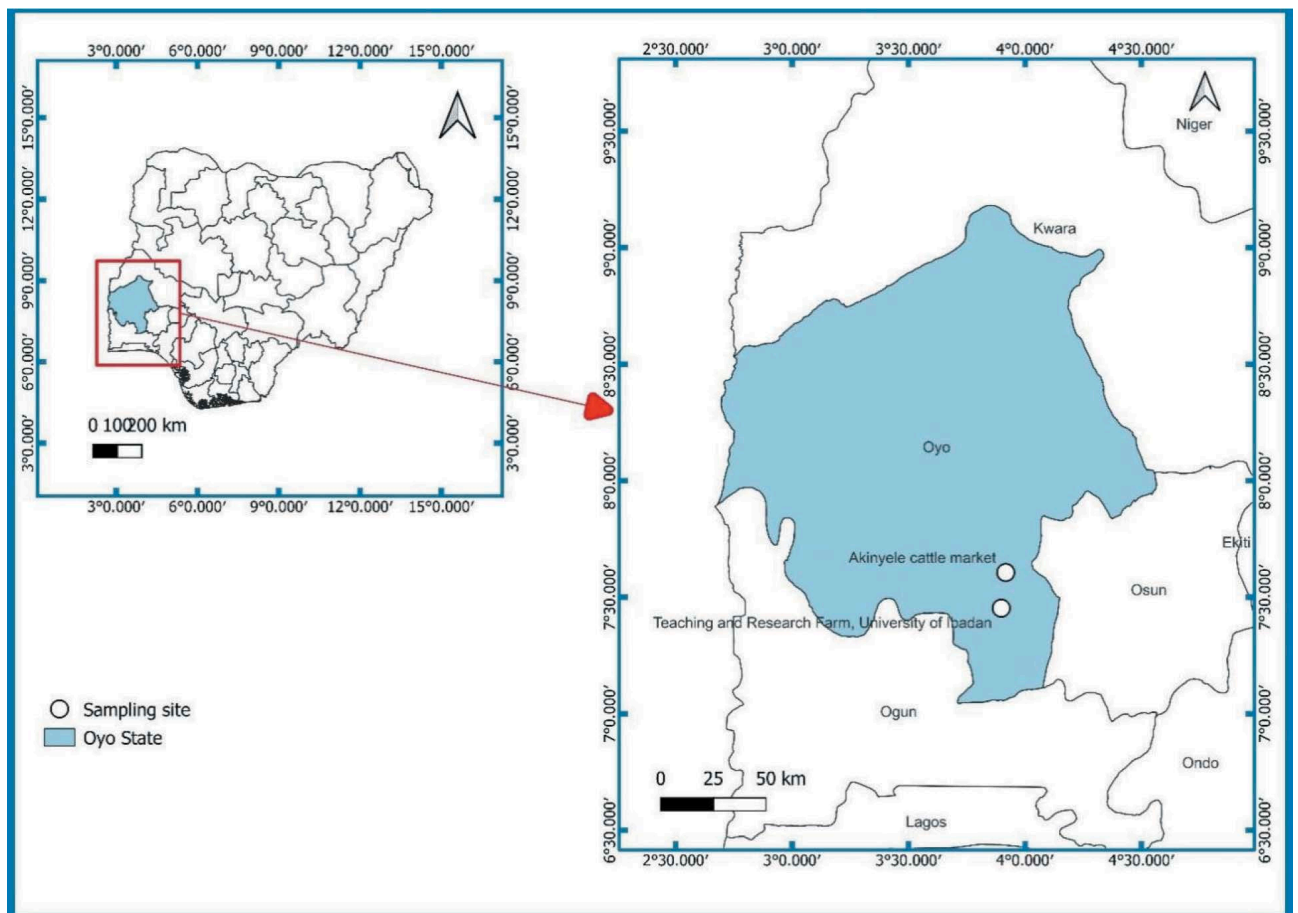 3°0.000' 6°0.000' 9°0.000' 12°0.000' 15°0.000'
15°0.000' 12°0.000' 9°0.000' 6°0.000' 3°0.000'
15°0.000' 12°0.000' 9°0.000' 6°0.000' 3°0.000'
0 100 200 km
3°0.000' 6°0.000' 9°0.000' 12°0.000' 15°0.000'
Sampling site
Oyo State
2°30.000' 3°0.000' 3°30.000' 4°0.000' 4°30.000'
9°30.000' 9°0.000' 8°30.000' 8°0.000' 7°30.000' 7°0.000' 6°30.000'
9°30.000' 9°0.000' 8°30.000' 8°0.000' 7°30.000' 7°0.000' 6°30.000'
Niger
Kwara
Oyo
Ekiti
Akinyele cattle market
Osun
Teaching and Research Farm, University of Ibadan
Ogun
Ondo
0 25 50 km
Lagos
2°30.000' 3°0.000' 3°30.000' 4°0.000' 4°30.000'